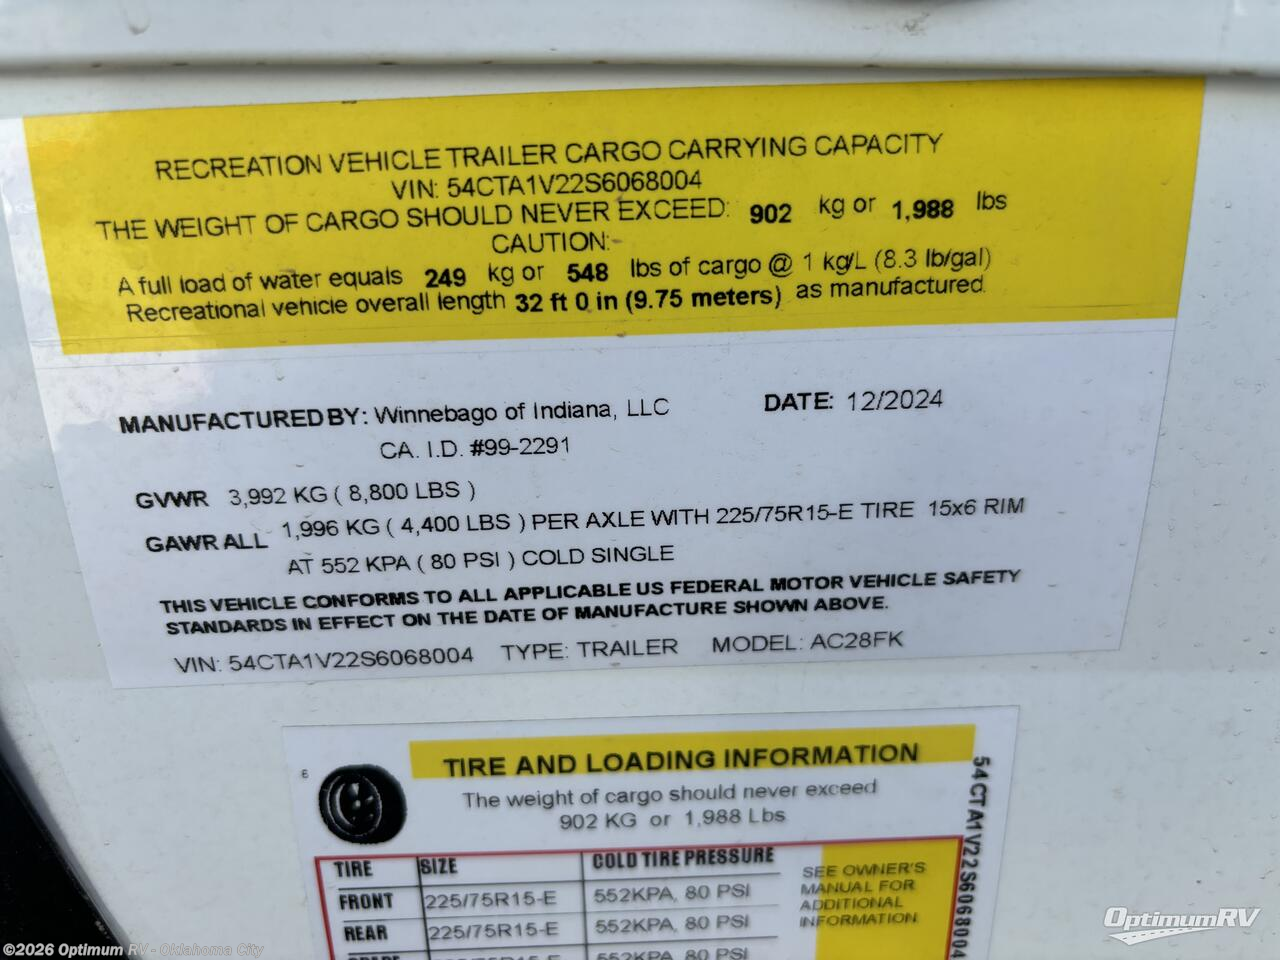 RECREATION VEHICLE TRAILER CARGO CARRYING CAPACITY
VIN: 54CTA1V22S6068004
THE WEIGHT OF CARGO SHOULD NEVER EXCEED: 902 kg or 1,988 lbs
CAUTION:
A full load of water equals 249 kg or 548 lbs of cargo @ 1 kg/L (8.3 lb/gal)
Recreational vehicle overall length 32 ft 0 in (9.75 meters) as manufactured.
MANUFACTURED BY: Winnebago of Indiana, LLC DATE: 12/2024
CA. I.D. #99-2291
GVWR 3,992 KG ( 8,800 LBS )
GAWR ALL 1,996 KG ( 4,400 LBS ) PER AXLE WITH 225/75R15-E TIRE 15x6 RIM
AT 552 KPA ( 80 PSI ) COLD SINGLE
THIS VEHICLE CONFORMS TO ALL APPLICABLE US FEDERAL MOTOR VEHICLE SAFETY
STANDARDS IN EFFECT ON THE DATE OF MANUFACTURE SHOWN ABOVE.
VIN: 54CTA1V22S6068004 TYPE: TRAILER MODEL: AC28FK
TIRE AND LOADING INFORMATION
The weight of cargo should never exceed
902 KG or 1,988 Lbs
TIRE SIZE COLD TIRE PRESSURE
FRONT 225/75R15-E 552KPA, 80 PSI
REAR 225/75R15-E 552KPA, 80 PSI
552KPA, 80 PSI
SEE OWNER'S
MANUAL FOR
ADDITIONAL
INFORMATION
54CTA1V22S6068004
OptimumRV
©2026 Optimum RV - Oklahoma City